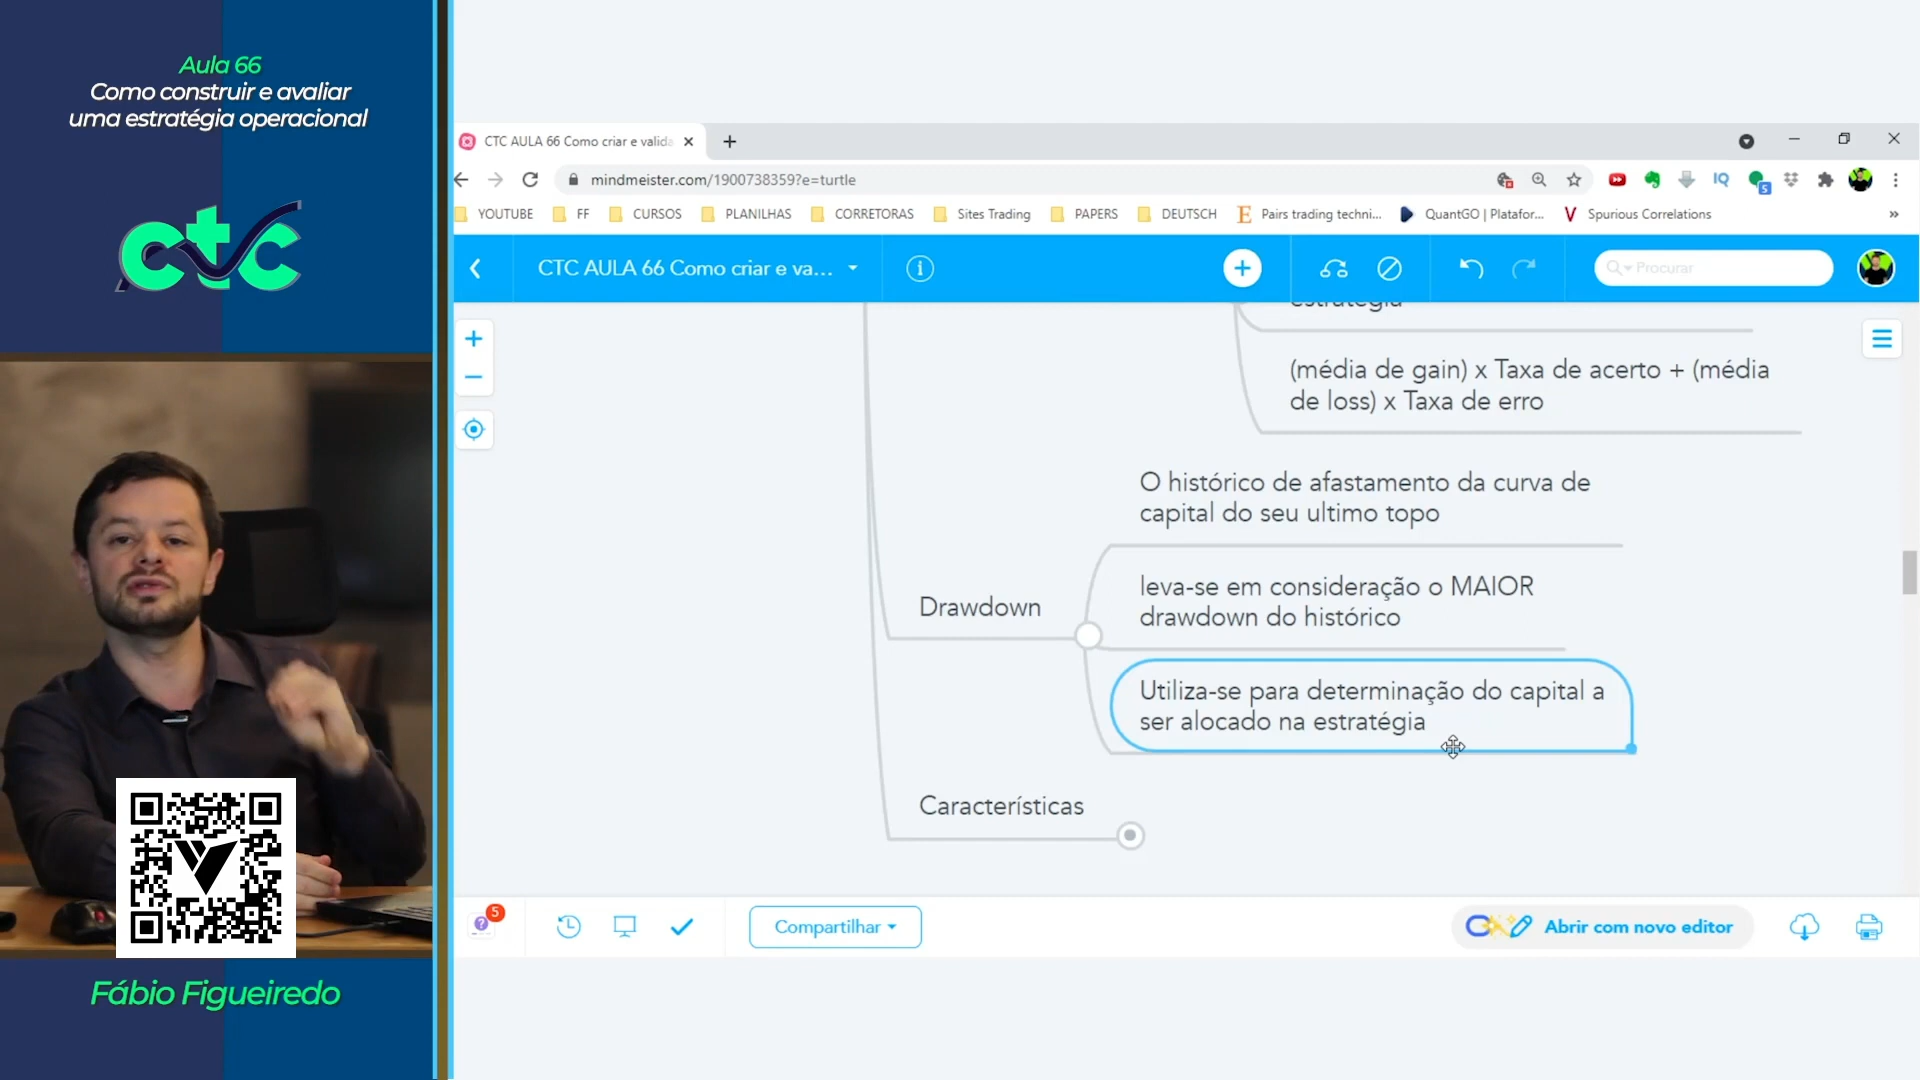 Aula 66
Como construir e avaliar
uma estratégia operacional
ctc
Fábio Figueiredo
CTC AULA 66 Como criar e valida
mindmeister.com/1900738359?e=turtle
YOUTUBE
FF
CURSOS
PLANILHAS
CORRETORAS
Sites Trading
PAPERS
DEUTSCH
Pairs trading techni...
QuantGO | Platafor...
Spurious Correlations
CTC AULA 66 Como criar e va...
Procurar
estratégia
(média de gain) x Taxa de acerto + (média
de loss) x Taxa de erro
O histórico de afastamento da curva de
capital do seu ultimo topo
Drawdown
leva-se em consideração o MAIOR
drawdown do histórico
Utiliza-se para determinação do capital a
ser alocado na estratégia
Características
5
Compartilhar
Abrir com novo editor